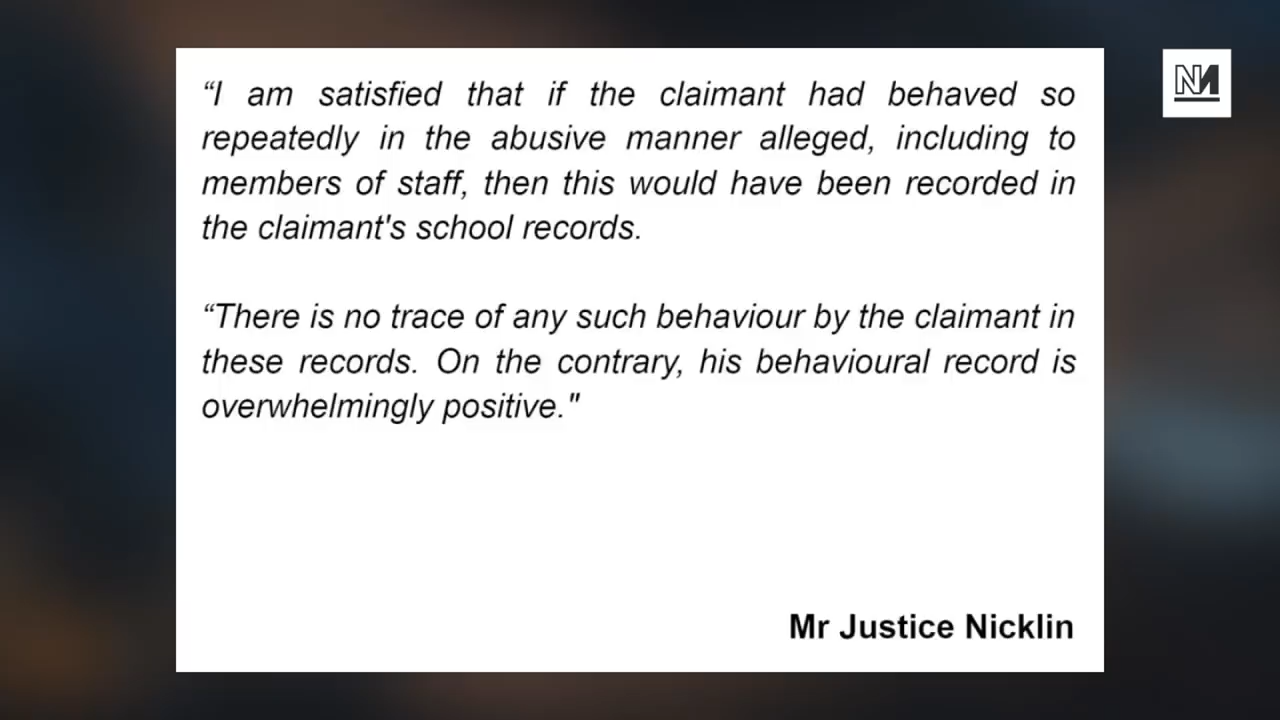 “I am satisfied that if the claimant had behaved so
repeatedly in the abusive manner alleged, including to
members of staff, then this would have been recorded in
the claimant's school records.
“There is no trace of any such behaviour by the claimant in
these records. On the contrary, his behavioural record is
overwhelmingly positive."
Mr Justice Nicklin
NM